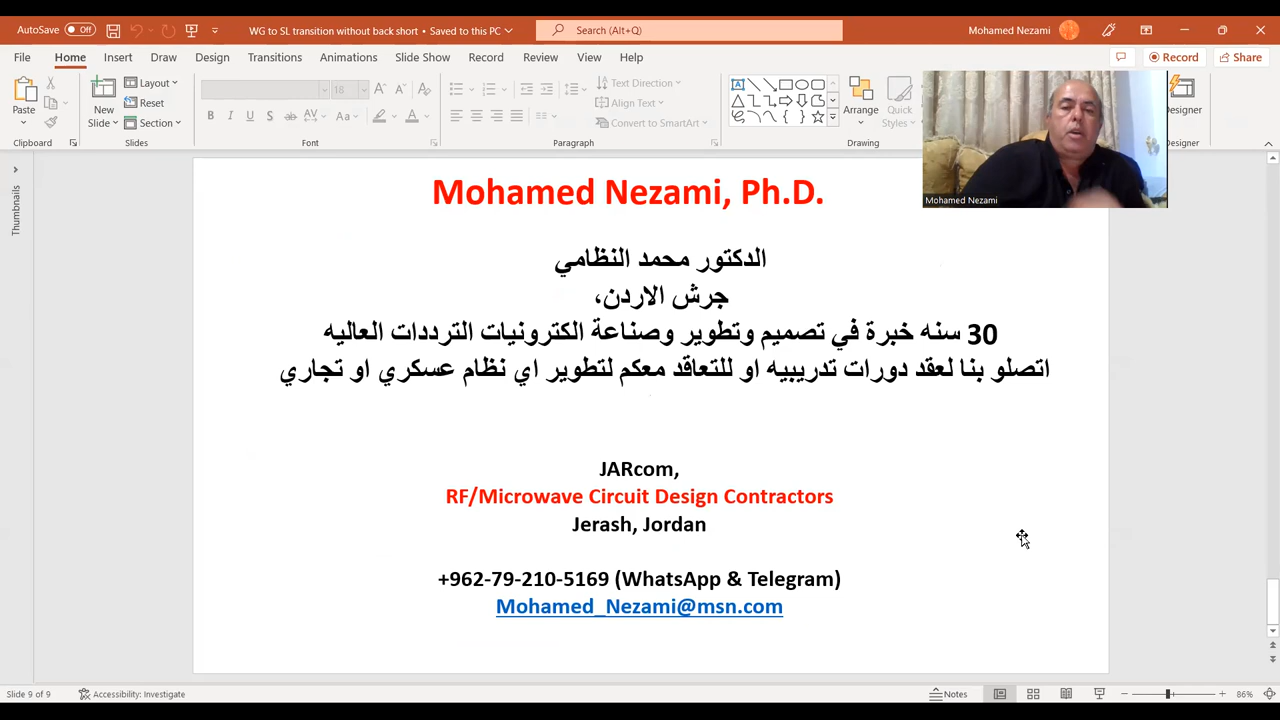 AutoSave Off
WG to SL transition without back short • Saved to this PC
Search (Alt+Q)
Mohamed Nezami
File Home Insert Draw Design Transitions Animations Slide Show Record Review View Help
Record Share
Paste
New Slide
Layout
Reset
Section
18
Text Direction
Align Text
Convert to SmartArt
Arrange
Quick Styles
Designer
Clipboard Slides Font Paragraph Drawing Designer
Mohamed Nezami
Thumbnails
Mohamed Nezami, Ph.D.
الدكتور محمد النظامي
جرش الاردن،
30 سنه خبرة في تصميم وتطوير وصناعة الكترونيات الترددات العاليه
اتصلو بنا لعقد دورات تدريبيه او للتعاقد معكم لتطوير اي نظام عسكري او تجاري
JARcom,
RF/Microwave Circuit Design Contractors
Jerash, Jordan
+962-79-210-5169 (WhatsApp & Telegram)
Mohamed_Nezami@msn.com
Slide 9 of 9 Accessibility: Investigate Notes 86%